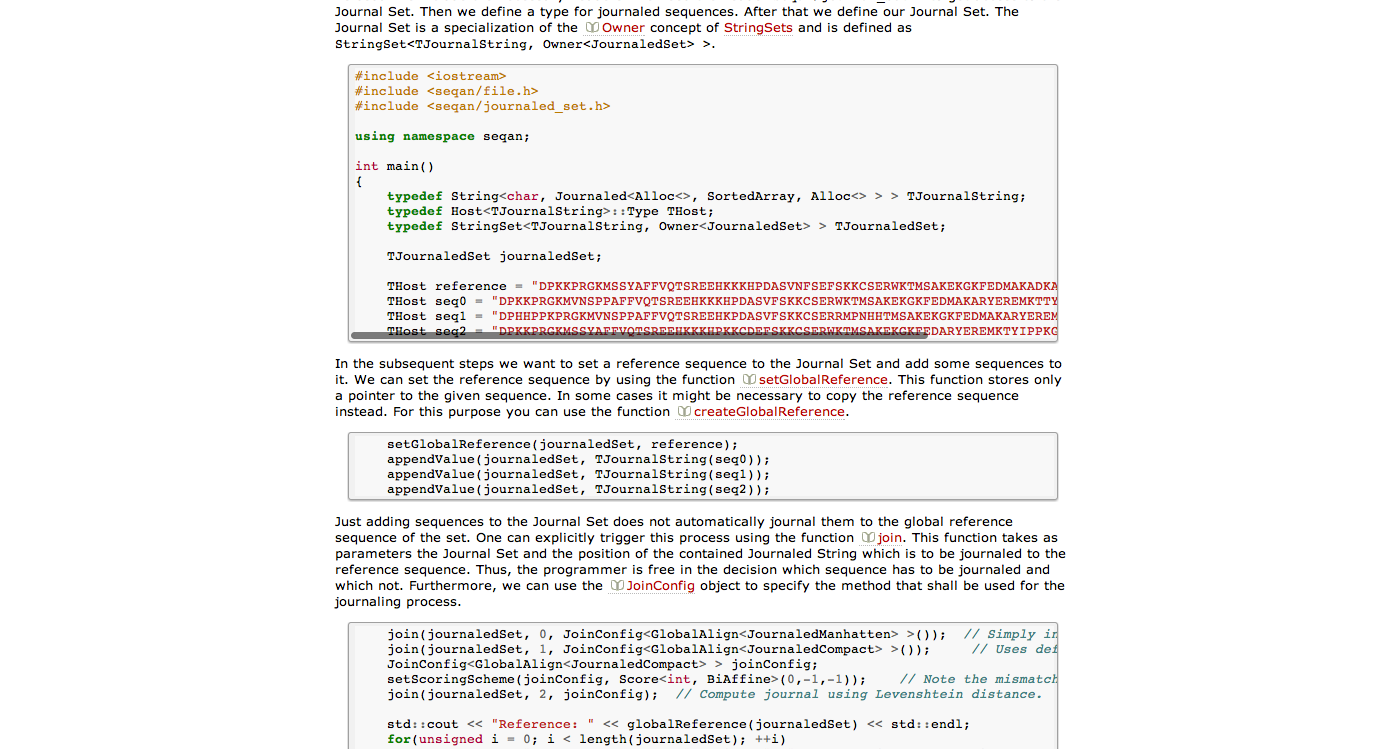 Journal Set. Then we define a type for journaled sequences. After that we define our Journal Set. The
Journal Set is a specialization of the Owner concept of StringSets and is defined as
StringSet<TJournalString, Owner<JournaledSet> >.
#include <iostream>
#include <seqan/file.h>
#include <seqan/journaled_set.h>
using namespace seqan;
int main()
{
typedef String<char, Journaled<Alloc<>, SortedArray, Alloc<> > > TJournalString;
typedef Host<TJournalString>::Type THost;
typedef StringSet<TJournalString, Owner<JournaledSet> > TJournaledSet;
TJournaledSet journaledSet;
THost reference = "DPKKPRGKMSSYAFFVQTSREEHKKKHPDASVNFSEFSKKCSERWKTMSAKEKGKFEDMAKADKA
THost seq0 = "DPKKPRGKMVNSPPAFFVQTSREEHKKKHPDASVFSKKCSERWKTMSAKEKGKFEDMAKARYEREMKTTY
THost seq1 = "DPHHPPKPRGKMVNSPPAFFVQTSREEHKPDASVFSKKCSERRMPNHHTMSAKEKGKFEDMAKARYEREM
THost seq2 = "DPKKPRGKMSSYAFFVQTSREEHKKKHPKKCDEFSKKCSERWKTMSAKEKGKFEDARYEREMKTYIPPKG
In the subsequent steps we want to set a reference sequence to the Journal Set and add some sequences to
it. We can set the reference sequence by using the function setGlobalReference. This function stores only
a pointer to the given sequence. In some cases it might be necessary to copy the reference sequence
instead. For this purpose you can use the function createGlobalReference.
setGlobalReference(journaledSet, reference);
appendValue(journaledSet, TJournalString(seq0));
appendValue(journaledSet, TJournalString(seq1));
appendValue(journaledSet, TJournalString(seq2));
Just adding sequences to the Journal Set does not automatically journal them to the global reference
sequence of the set. One can explicitly trigger this process using the function join. This function takes as
parameters the Journal Set and the position of the contained Journaled String which is to be journaled to the
reference sequence. Thus, the programmer is free in the decision which sequence has to be journaled and
which not. Furthermore, we can use the JoinConfig object to specify the method that shall be used for the
journaling process.
join(journaledSet, 0, JoinConfig<GlobalAlign<JournaledManhatten> >()); // Simply in
join(journaledSet, 1, JoinConfig<GlobalAlign<JournaledCompact> >()); // Uses def
JoinConfig<GlobalAlign<JournaledCompact> > joinConfig;
setScoringScheme(joinConfig, Score<int, BiAffine>(0,-1,-1)); // Note the mismatch
join(journaledSet, 2, joinConfig); // Compute journal using Levenshtein distance.
std::cout << "Reference: " << globalReference(journaledSet) << std::endl;
for(unsigned i = 0; i < length(journaledSet); ++i)